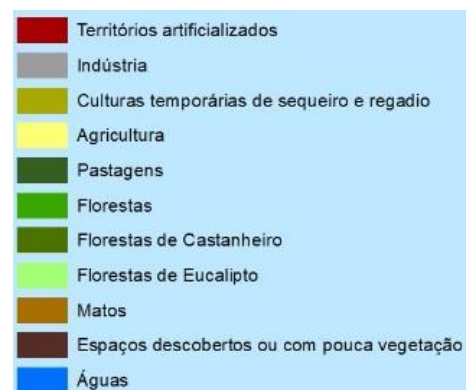 Territórios artificializados
Indústria
Culturas temporárias de sequeiro e regadio
Agricultura
Pastagens
Florestas
Florestas de Castanheiro
Florestas de Eucalipto
Matos
Espaços descobertos ou com pouca vegetação
Águas